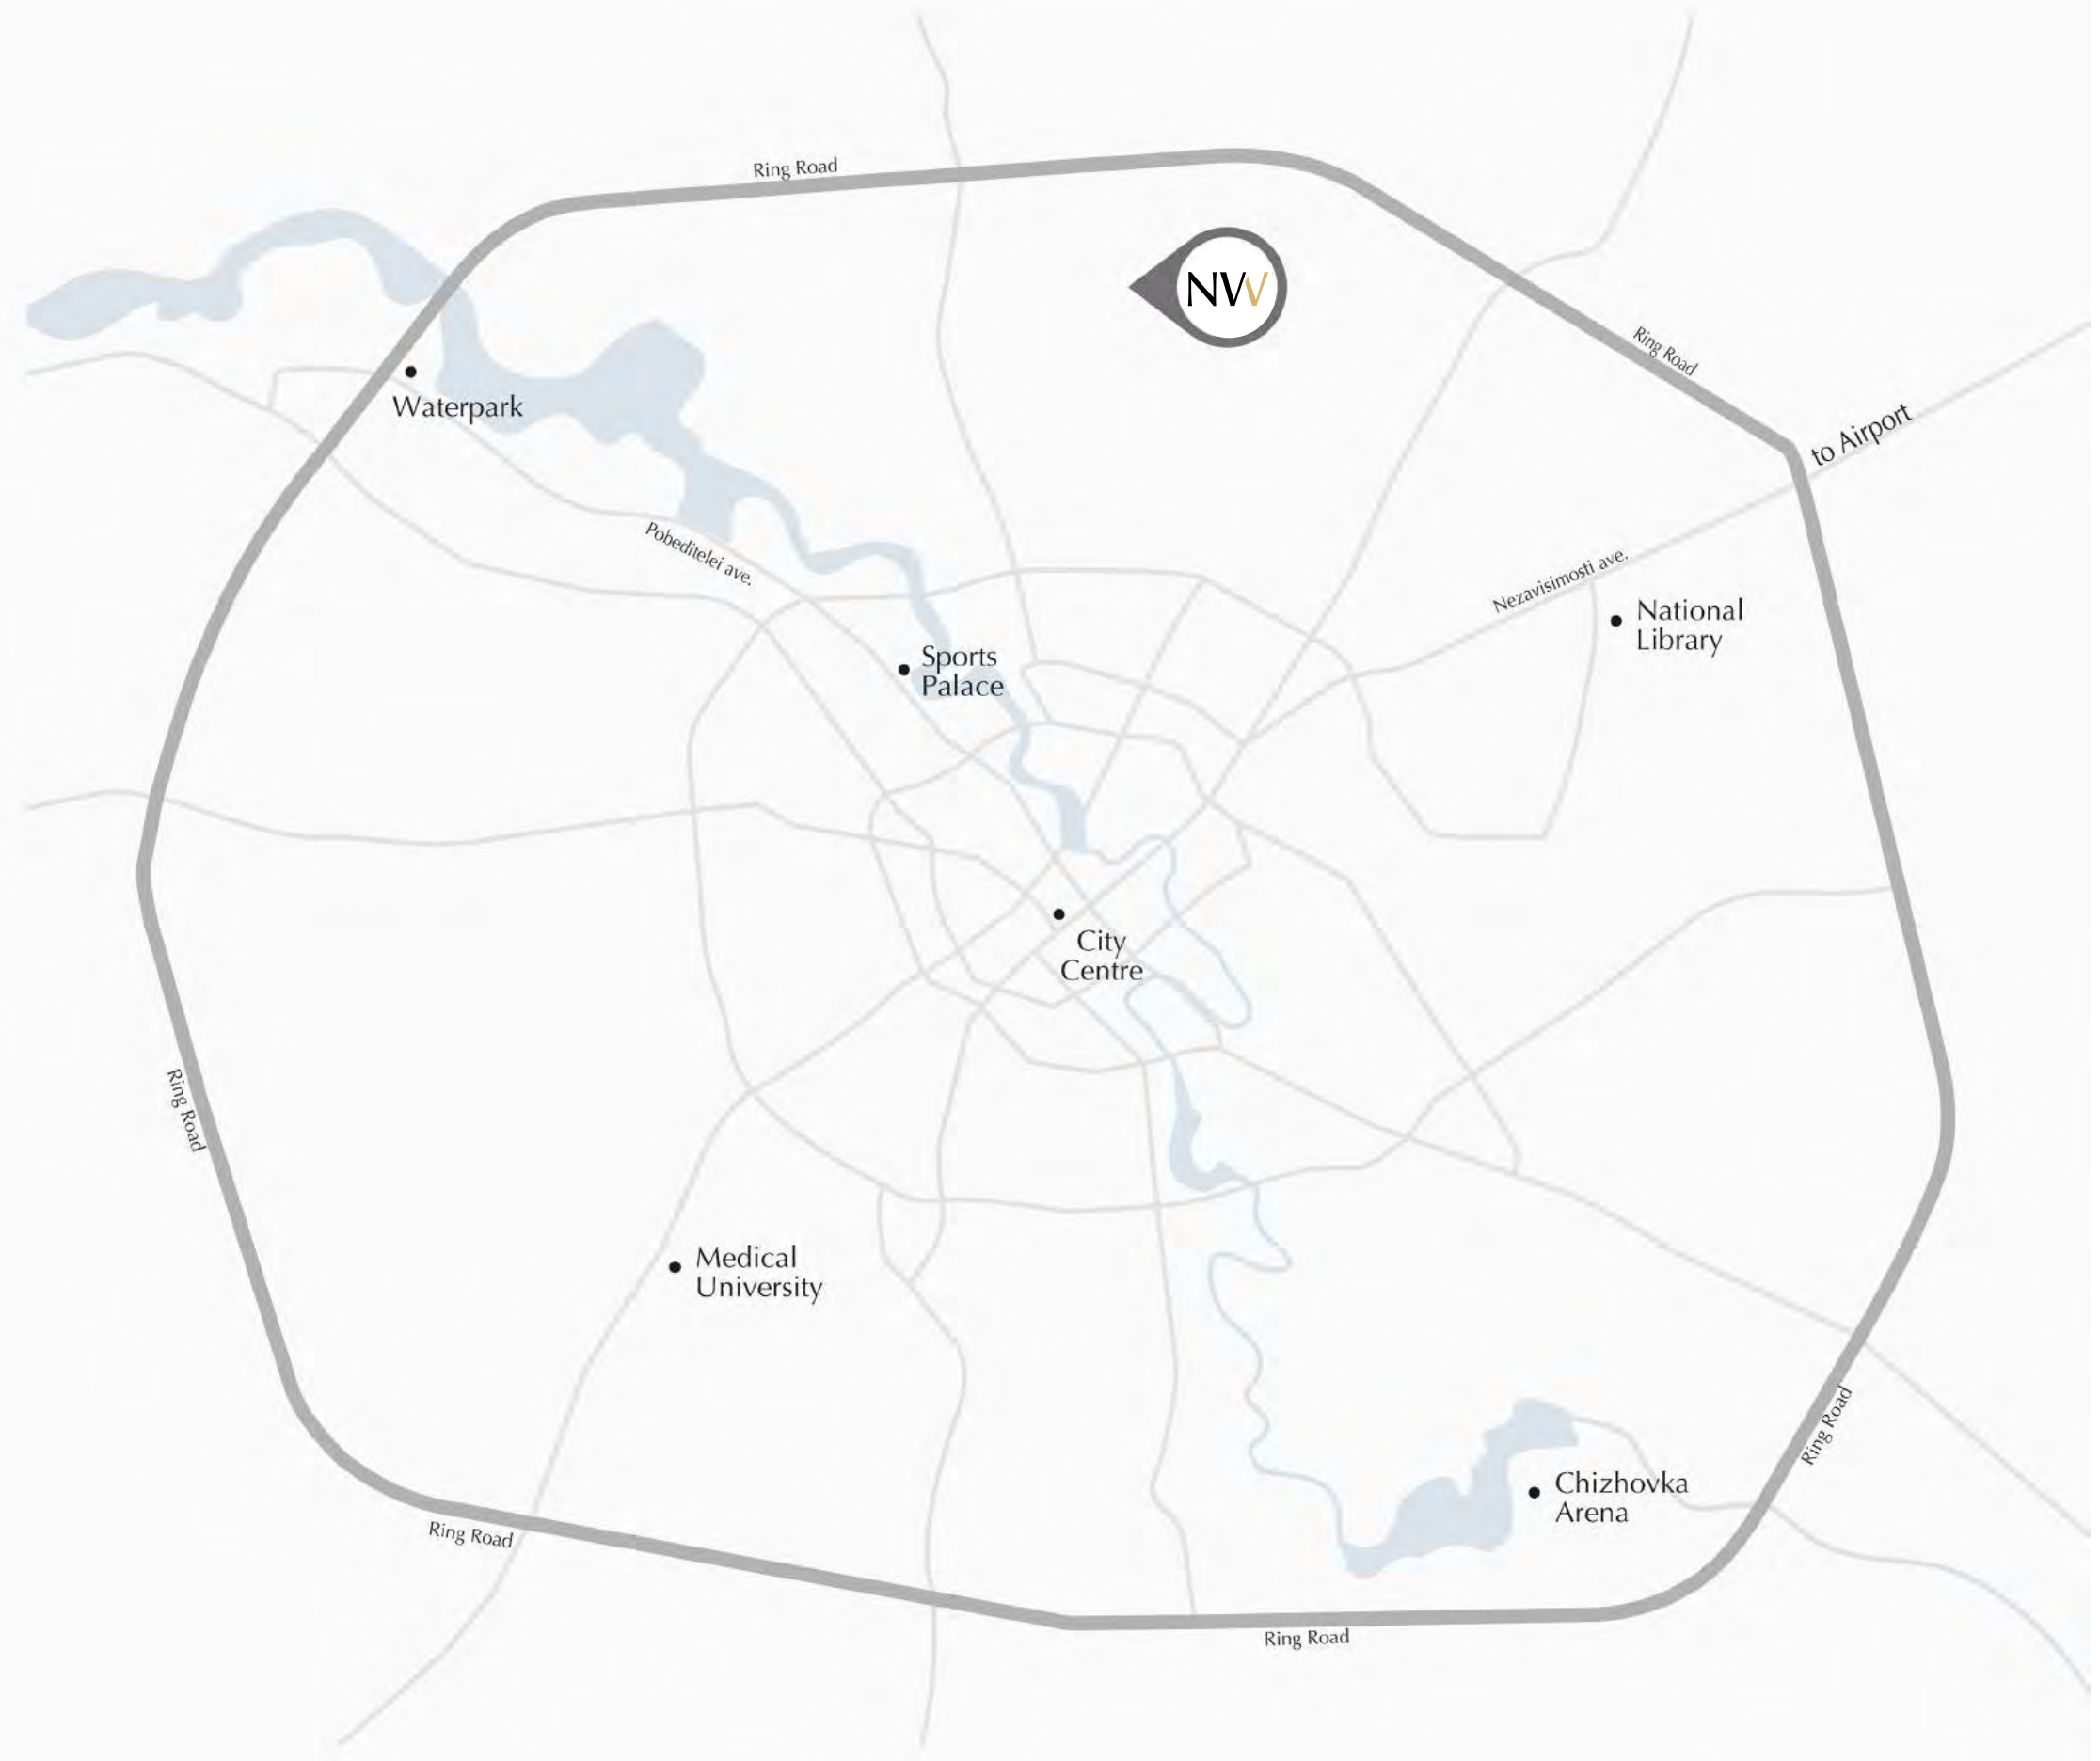 Ring Road
NW
Ring Road
Waterpark
to Airport
Pobeditelei ave.
Nezavisimosti ave.
National
Library
Sports
Palace
City
Centre
Ring Road
Medical
University
Ring Road
Chizhovka
Arena
Ring Road
Ring Road